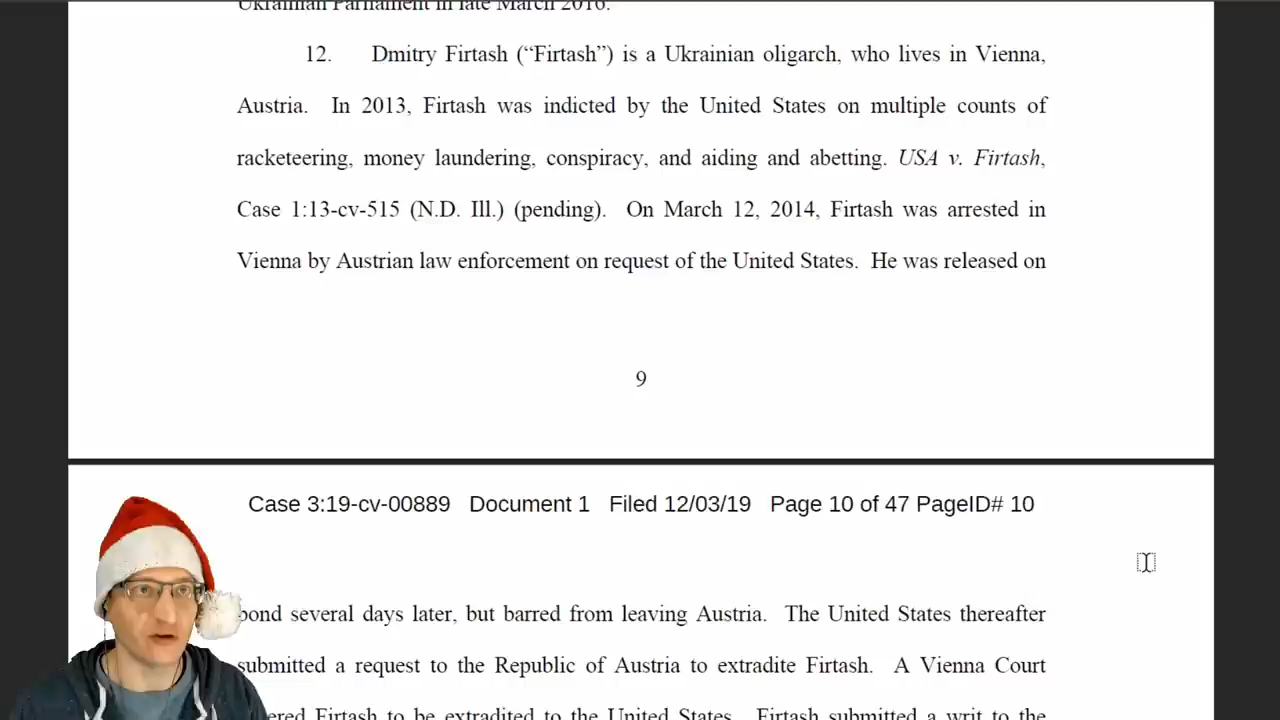 Ukrainian Parliament in late March 2016.
12. Dmitry Firtash (“Firtash”) is a Ukrainian oligarch, who lives in Vienna,
Austria. In 2013, Firtash was indicted by the United States on multiple counts of
racketeering, money laundering, conspiracy, and aiding and abetting. USA v. Firtash,
Case 1:13-cv-515 (N.D. Ill.) (pending). On March 12, 2014, Firtash was arrested in
Vienna by Austrian law enforcement on request of the United States. He was released on
9
Case 3:19-cv-00889 Document 1 Filed 12/03/19 Page 10 of 47 PageID# 10
bond several days later, but barred from leaving Austria. The United States thereafter
submitted a request to the Republic of Austria to extradite Firtash. A Vienna Court
Firtash to be extradited to the United States. Firtash submitted a writ to the